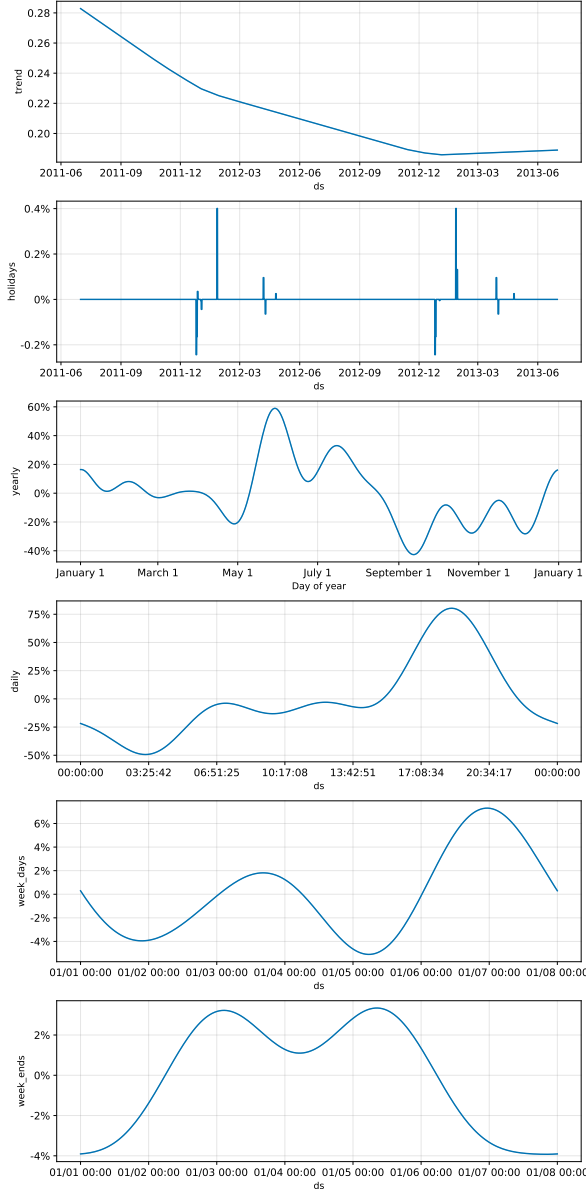 0.28
0.26
0.24
0.22
0.20
trend
2011-06 2011-09 2011-12 2012-03 2012-06 2012-09 2012-12 2013-03 2013-06
ds
0.4%
0.2%
0%
-0.2%
holidays
2011-06 2011-09 2011-12 2012-03 2012-06 2012-09 2012-12 2013-03 2013-06
ds
60%
40%
20%
0%
-20%
-40%
yearly
January 1 March 1 May 1 July 1 September 1 November 1 January 1
Day of year
75%
50%
25%
0%
-25%
-50%
daily
00:00:00 03:25:42 06:51:25 10:17:08 13:42:51 17:08:34 20:34:17 00:00:00
ds
6%
4%
2%
0%
-2%
-4%
week_days
01/01 00:00 01/02 00:00 01/03 00:00 01/04 00:00 01/05 00:00 01/06 00:00 01/07 00:00 01/08 00:00
ds
2%
0%
-2%
-4%
week_ends
01/01 00:00 01/02 00:00 01/03 00:00 01/04 00:00 01/05 00:00 01/06 00:00 01/07 00:00 01/08 00:00
ds